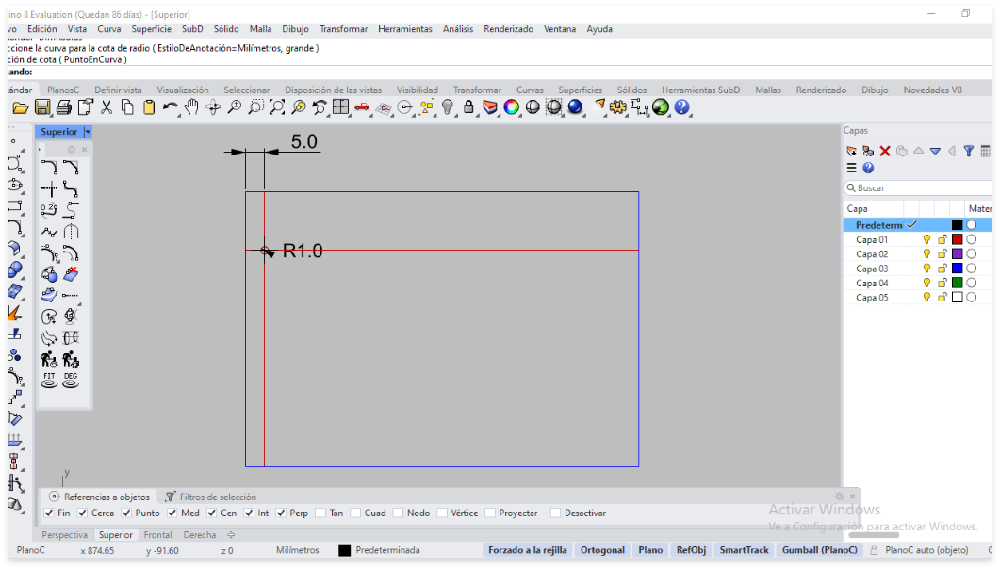 ino 8 Evaluation (Quedan 86 días) - [Superior]
vo Edición Vista Curva Superficie SubD Sólido Malla Dibujo Transformar Herramientas Análisis Renderizado Ventana Ayuda
ccione la curva para la cota de radio ( EstiloDeAnotación=Milímetros, grande )
ción de cota ( PuntoEnCurva )
ando:
ándar PlanosC Definir vista Visualización Seleccionar Disposición de las vistas Visibilidad Transformar Curvas Superficies Sólidos Herramientas SubD Mallas Renderizado Dibujo Novedades V8
Superior
Capas
Buscar
Capa Mater
Predeterm
Capa 01
Capa 02
Capa 03
Capa 04
Capa 05
5.0
R1.0
FIT DEG
y
Referencias a objetos Filtros de selección
Fin Cerca Punto Med Cen Int Perp Tan Cuad Nodo Vértice Proyectar Desactivar
Activar Windows
Ve a Configuración para activar Windows.
Perspectiva Superior Frontal Derecha
PlanoC x 874.65 y -91.60 z 0 Milímetros Predeterminada Forzado a la rejilla Ortogonal Plano RefObj SmartTrack Gumball (PlanoC) PlanoC auto (objeto)